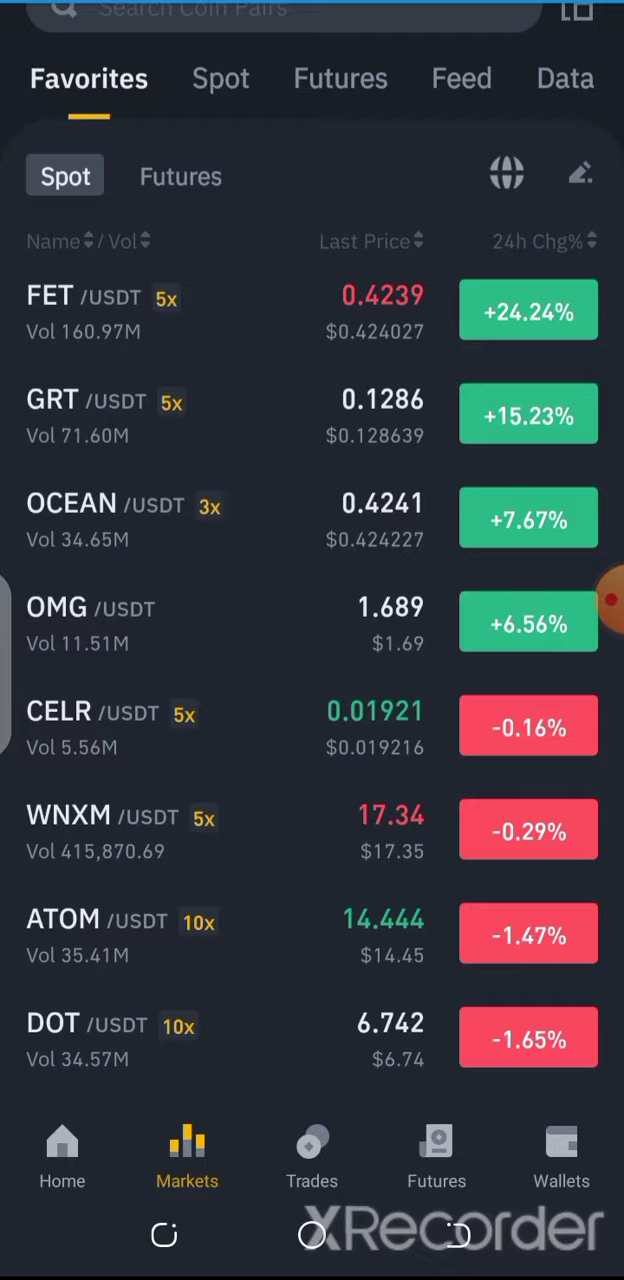 Search Coin Pairs
Favorites Spot Futures Feed Data
Spot Futures
Name / Vol Last Price 24h Chg%
FET /USDT 5x 0.4239 +24.24%
Vol 160.97M $0.424027
GRT /USDT 5x 0.1286 +15.23%
Vol 71.60M $0.128639
OCEAN /USDT 3x 0.4241 +7.67%
Vol 34.65M $0.424227
OMG /USDT 1.689 +6.56%
Vol 11.51M $1.69
CELR /USDT 5x 0.01921 -0.16%
Vol 5.56M $0.019216
WNXM /USDT 5x 17.34 -0.29%
Vol 415,870.69 $17.35
ATOM /USDT 10x 14.444 -1.47%
Vol 35.41M $14.45
DOT /USDT 10x 6.742 -1.65%
Vol 34.57M $6.74
Home Markets Trades Futures Wallets
XRecorder